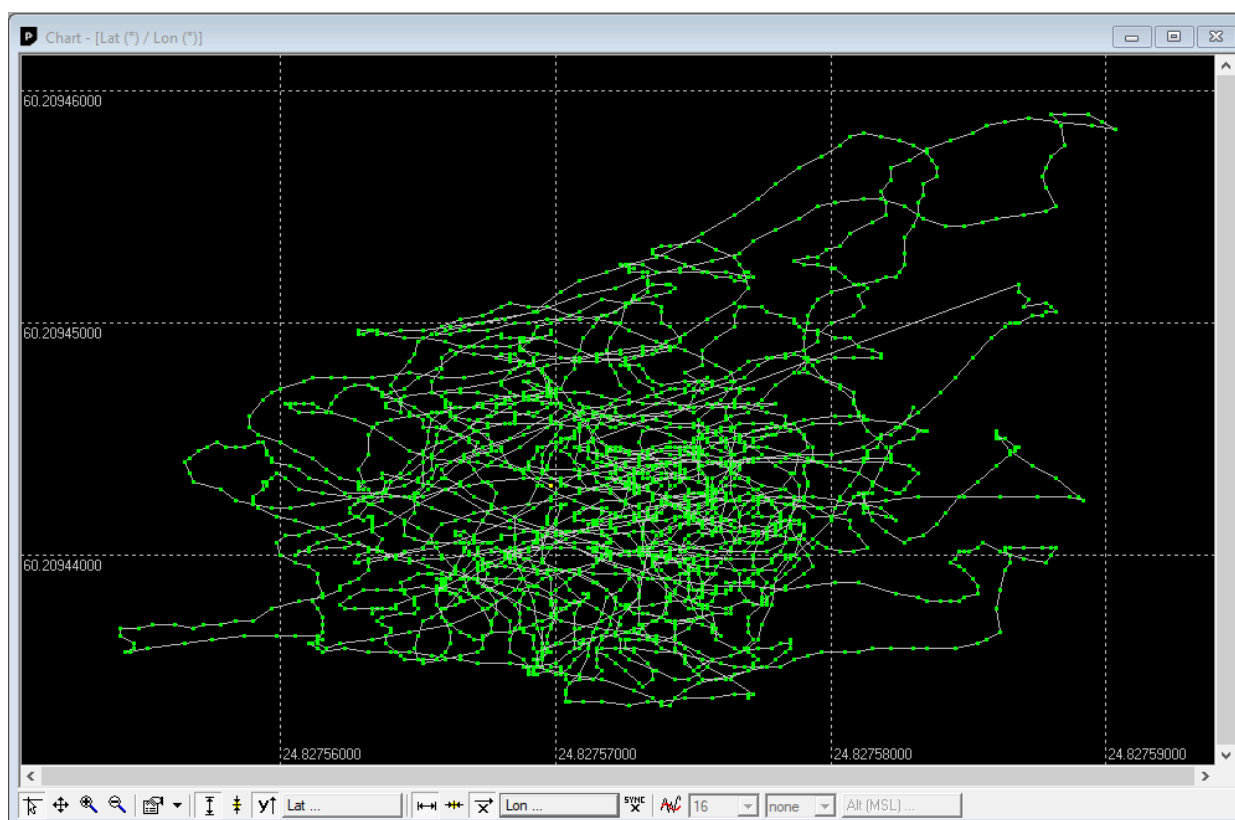 P Chart - [Lat (°) / Lon (°)]
60.20946000
60.20945000
60.20944000
24.82756000 24.82757000 24.82758000 24.82759000
Y Lat ... X Lon ... SYNC X 16 none Alt (MSL) ...